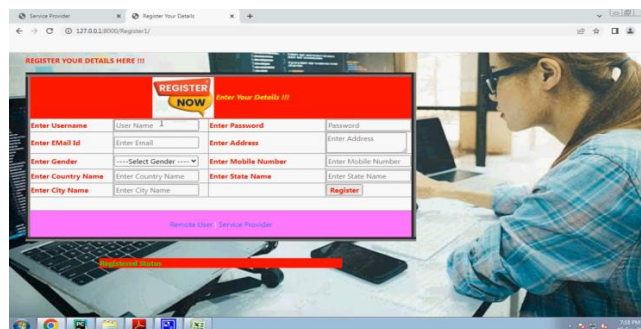 Service Provider
Register Your Details
127.0.0.1:8000/Register1/
REGISTER YOUR DETAILS HERE !!!
REGISTER
NOW
Enter Your Details !!!
Enter Username User Name Enter Password Password
Enter EMail Id Enter Email Enter Address Enter Address
Enter Gender ----Select Gender ---- Enter Mobile Number Enter Mobile Number
Enter Country Name Enter Country Name Enter State Name Enter State Name
Enter City Name Enter City Name Register
Remote User Service Provider
Registered Status
7:08 PM